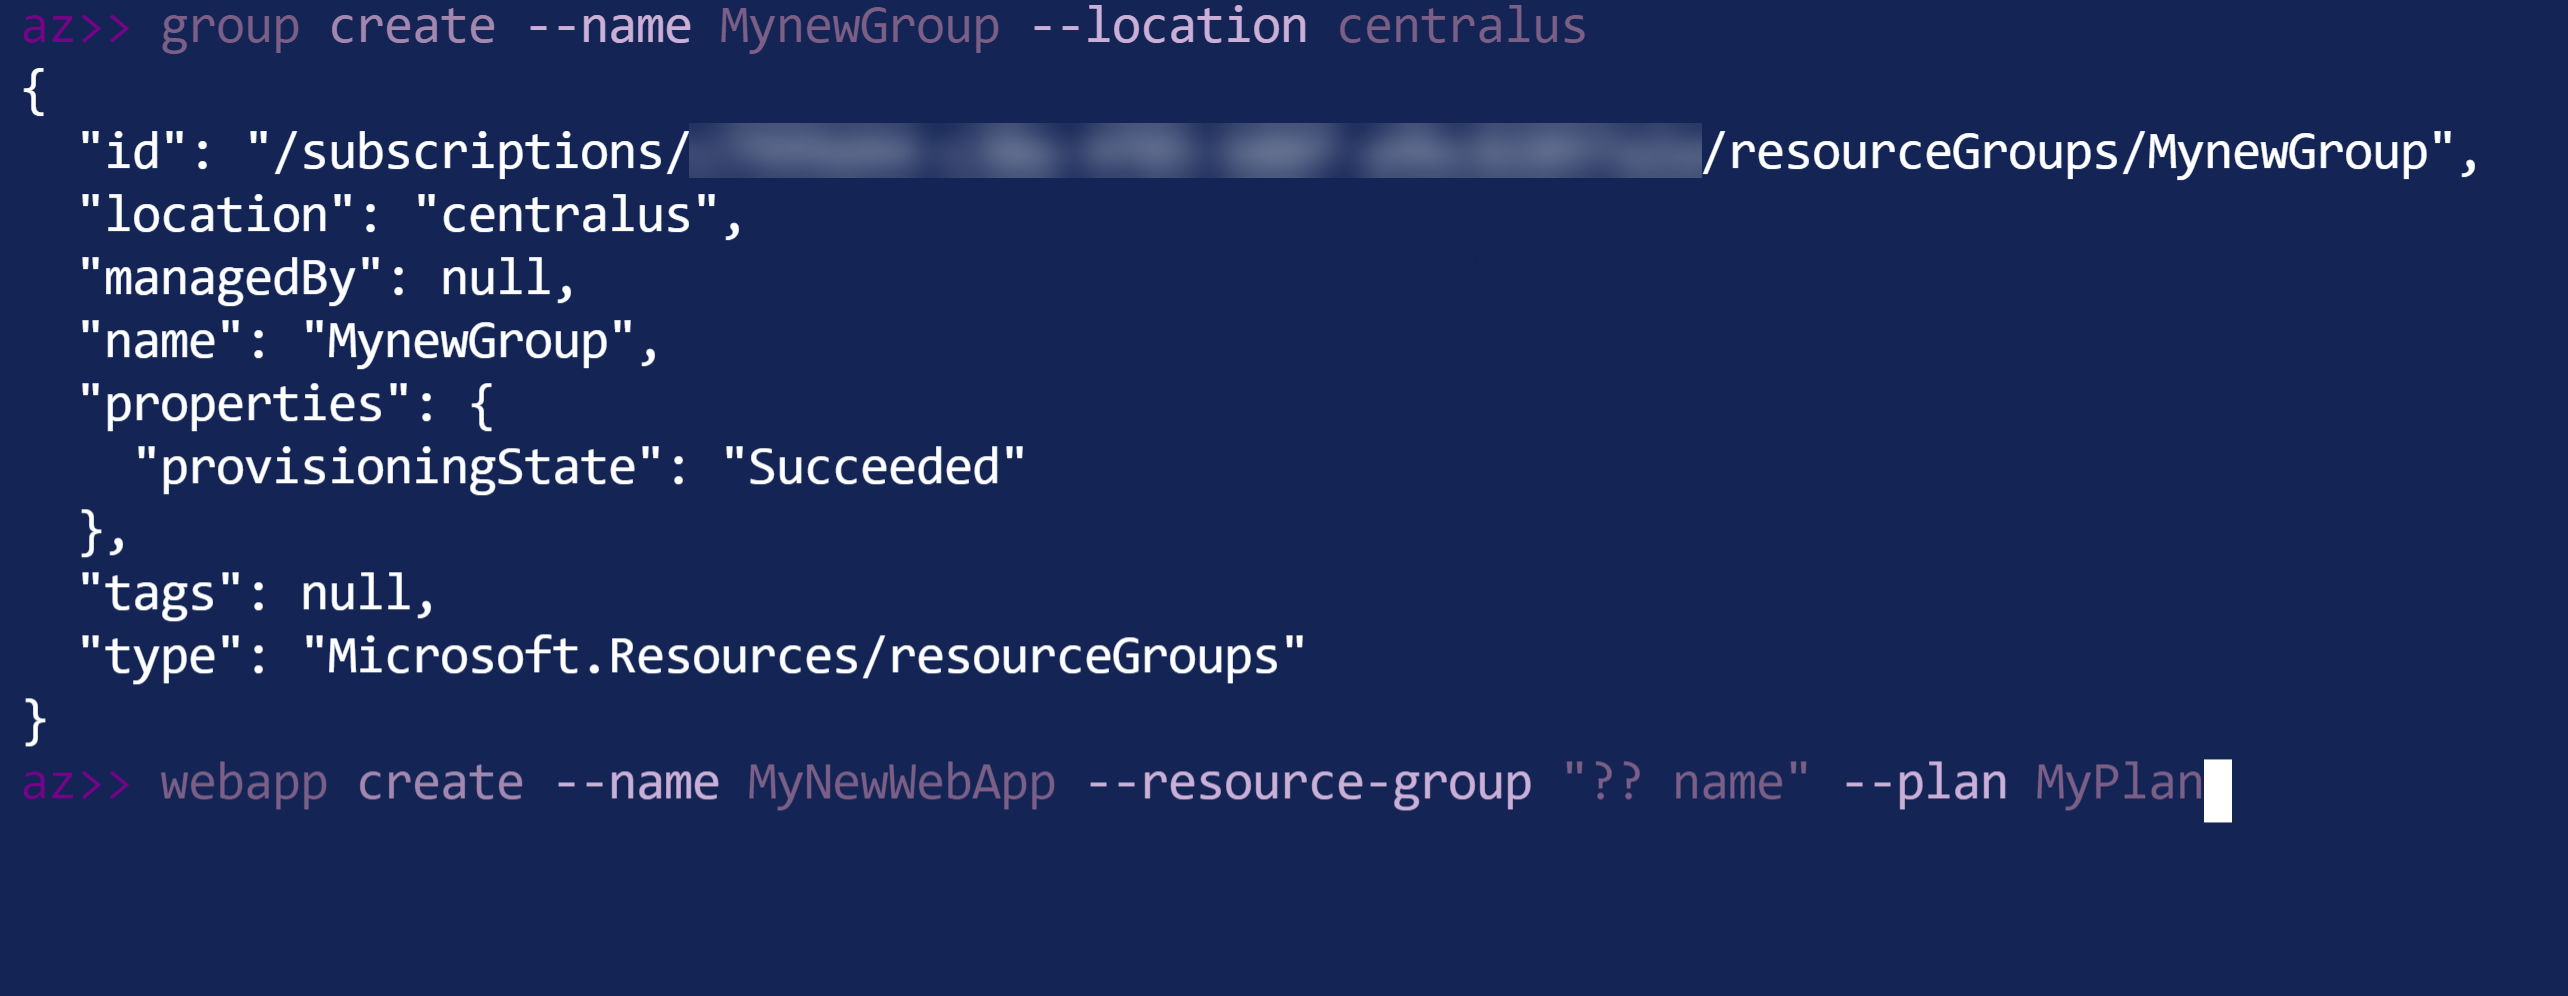 az>> group create --name MynewGroup --location centralus
{
  "id": "/subscriptions/ /resourceGroups/MynewGroup",
  "location": "centralus",
  "managedBy": null,
  "name": "MynewGroup",
  "properties": {
    "provisioningState": "Succeeded"
  },
  "tags": null,
  "type": "Microsoft.Resources/resourceGroups"
}
az>> webapp create --name MyNewWebApp --resource-group "?? name" --plan MyPlan